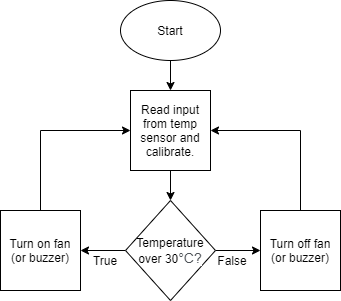 Start
Read input
from temp
sensor and
calibrate.
Temperature
over 30°C?
True
False
Turn on fan
(or buzzer)
Turn off fan
(or buzzer)